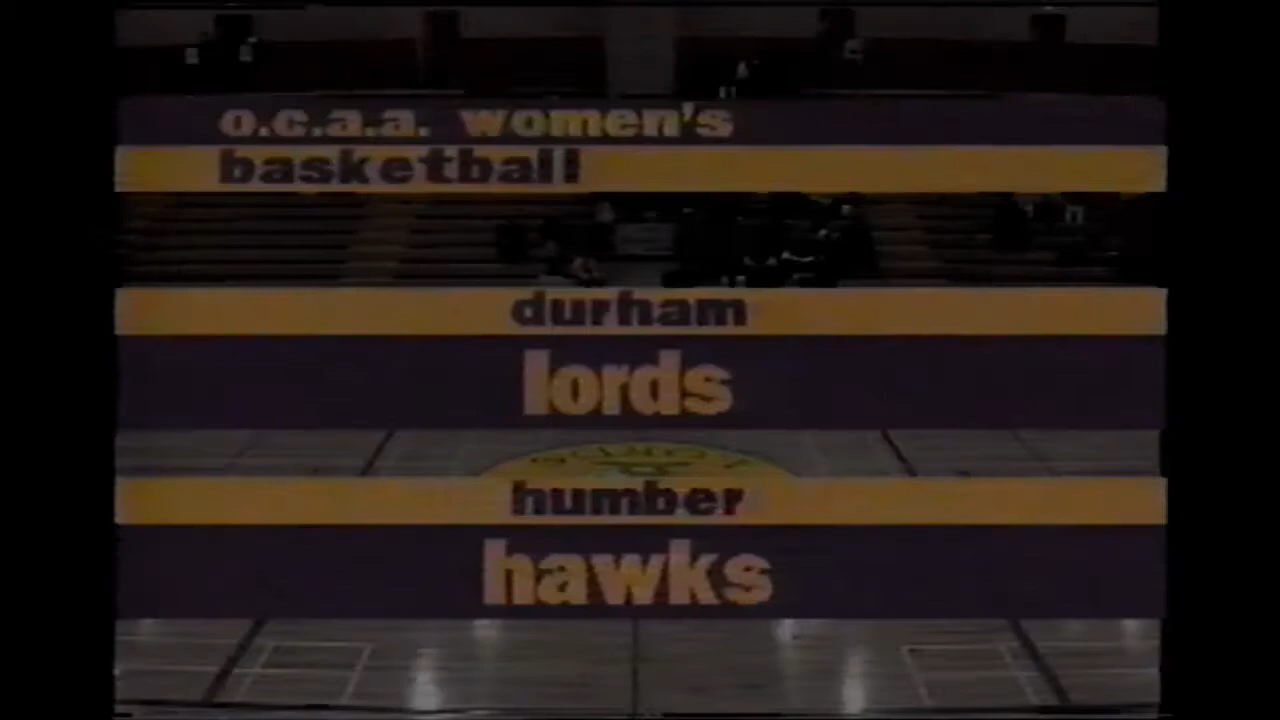 o.c.a.a. women's
basketball
durham
lords
humber
hawks